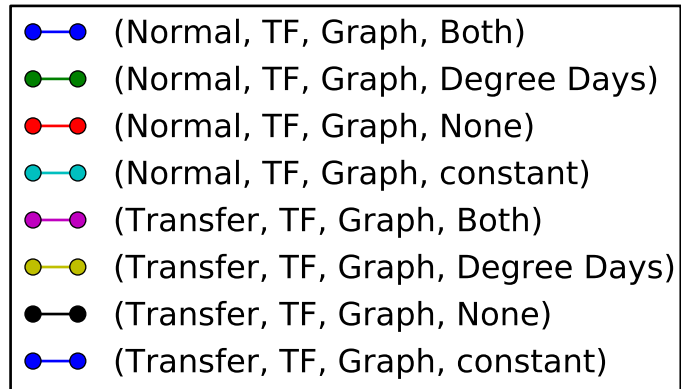 (Normal, TF, Graph, Both)
(Normal, TF, Graph, Degree Days)
(Normal, TF, Graph, None)
(Normal, TF, Graph, constant)
(Transfer, TF, Graph, Both)
(Transfer, TF, Graph, Degree Days)
(Transfer, TF, Graph, None)
(Transfer, TF, Graph, constant)